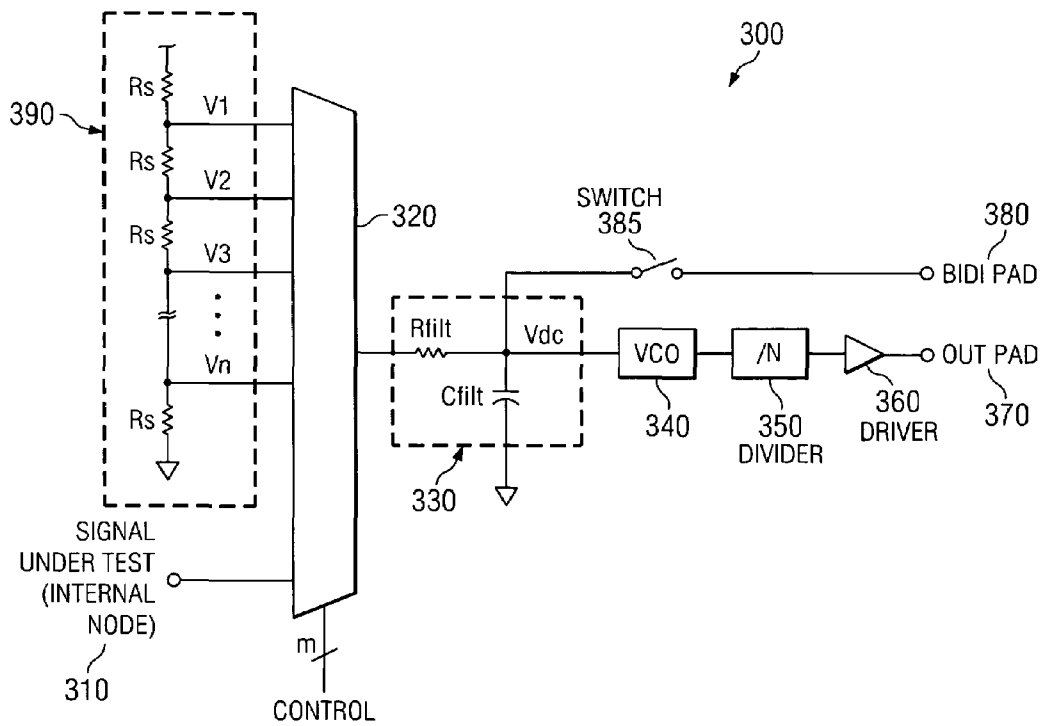 300
390
Rs
V1
Rs
V2
Rs
V3
Vn
Rs
320
SWITCH
385
380
BIDI PAD
Rfilt
Vdc
Cfilt
330
VCO
340
/N
350
DIVIDER
360
DRIVER
OUT PAD
370
SIGNAL
UNDER TEST
(INTERNAL
NODE)
310
m
CONTROL